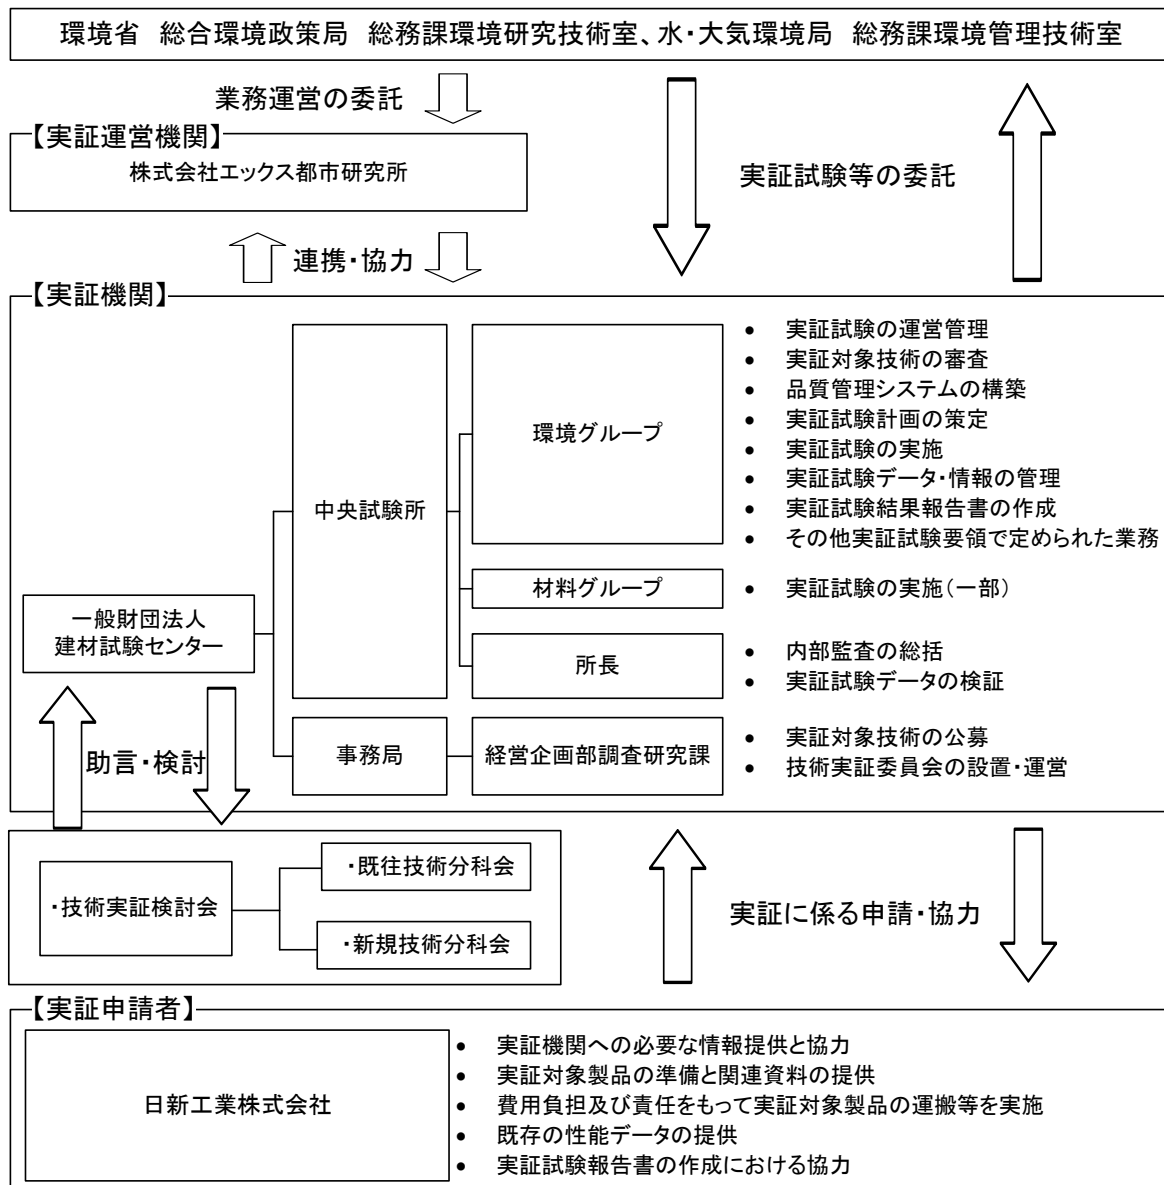 環境省　総合環境政策局　総務課環境研究技術室、水・大気環境局　総務課環境管理技術室
業務運営の委託
【実証運営機関】
株式会社エックス都市研究所
実証試験等の委託
連携・協力
【実証機関】
一般財団法人
建材試験センター
中央試験所
環境グループ
• 実証試験の運営管理
• 実証対象技術の審査
• 品質管理システムの構築
• 実証試験計画の策定
• 実証試験の実施
• 実証試験データ・情報の管理
• 実証試験結果報告書の作成
• その他実証試験要領で定められた業務
材料グループ
• 実証試験の実施（一部）
所長
• 内部監査の総括
• 実証試験データの検証
事務局
経営企画部調査研究課
• 実証対象技術の公募
• 技術実証委員会の設置・運営
助言・検討
・技術実証検討会
・既往技術分科会
・新規技術分科会
実証に係る申請・協力
【実証申請者】
日新工業株式会社
• 実証機関への必要な情報提供と協力
• 実証対象製品の準備と関連資料の提供
• 費用負担及び責任をもって実証対象製品の運搬等を実施
• 既存の性能データの提供
• 実証試験報告書の作成における協力